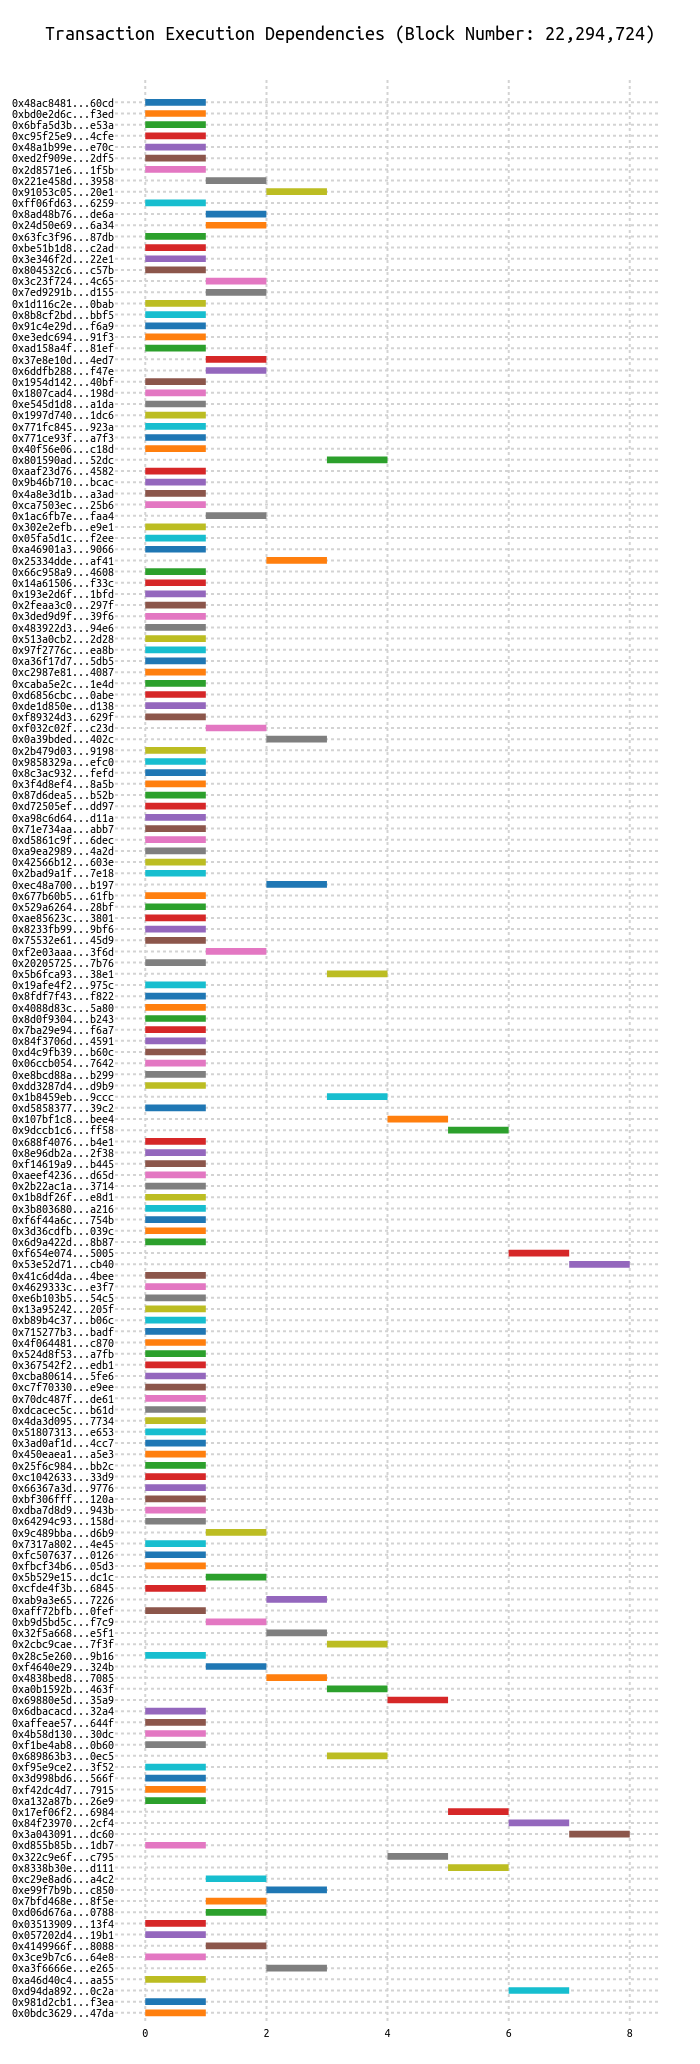 Transaction Execution Dependencies (Block Number: 22,294,724)
0x48ac8481...60cd
0xbd0e2d6c...f3ed
0x6bfa5d3b...e53a
0xc95f25e9...4cfe
0x48a1b99e...e70c
0xed2f909e...2df5
0x2d8571e6...1f5b
0x221e458d...3958
0x91053c05...20e1
0xff06fd63...6259
0x8ad48b76...de6a
0x24d50e69...6a34
0x63fc3f96...87db
0xbe51b1d8...c2ad
0x3e346f2d...22e1
0x804532c6...c57b
0x3c23f724...4c65
0x7ed9291b...d155
0x1d116c2e...0bab
0x8b8cf2bd...bbf5
0x91c4e29d...f6a9
0xe3edc694...91f3
0xad158a4f...81ef
0x37e8e10d...4ed7
0x6ddfb288...f47e
0x1954d142...40bf
0x1807cad4...198d
0xe545d1d8...a1da
0x1997d740...1dc6
0x771fc845...923a
0x771ce93f...a7f3
0x40f56e06...c18d
0x801590ad...52dc
0xaaf23d76...4582
0x9b46b710...bcac
0x4a8e3d1b...a3ad
0xca7503ec...25b6
0x1ac6fb7e...faa4
0x302e2efb...e9e1
0x05fa5d1c...f2ee
0xa46901a3...9066
0x25334dde...af41
0x66c958a9...4608
0x14a61506...f33c
0x193e2d6f...1bfd
0x2feaa3c0...297f
0x3ded9d9f...39f6
0x483922d3...94e6
0x513a0cb2...2d28
0x97f2776c...ea8b
0xa36f17d7...5db5
0xc2987e81...4087
0xcaba5e2c...1e4d
0xd6856cbc...0abe
0xde1d850e...d138
0xf89324d3...629f
0xf032c02f...c23d
0x0a39bded...402c
0x2b479d03...9198
0x9858329a...efc0
0x8c3ac932...fefd
0x3f4d8ef4...8a5b
0x87d6dea5...b52b
0xd72505ef...dd97
0xa98c6d64...d11a
0x71e734aa...abb7
0xd5861c9f...6dec
0xa9ea2989...4a2d
0x42566b12...603e
0x2bad9a1f...7e18
0xec48a700...b197
0x677b60b5...61fb
0x529a6264...28bf
0xae85623c...3801
0x8233fb99...9bf6
0x75532e61...45d9
0xf2e03aaa...3f6d
0x20205725...7b76
0x5b6fca93...38e1
0x19afe4f2...975c
0x8fdf7f43...f822
0x4088d83c...5a80
0x8d0f9304...b243
0x7ba29e94...f6a7
0x84f3706d...4591
0xd4c9fb39...b60c
0x06ccb054...7642
0xe8bcd88a...b299
0xdd3287d4...d9b9
0x1b8459eb...9ccc
0xd5858377...39c2
0x107bf1c8...bee4
0x9dccb1c6...ff58
0x688f4076...b4e1
0x8e96db2a...2f38
0xf14619a9...b445
0xaeef4236...d65d
0x2b22ac1a...3714
0x1b8df26f...e8d1
0x3b803680...a216
0xf6f44a6c...754b
0x3d36cdfb...039c
0x6d9a422d...8b87
0xf654e074...5005
0x53e52d71...cb40
0x41c6d4da...4bee
0x4629333c...e3f7
0xe6b103b5...54c5
0x13a95242...205f
0xb89b4c37...b06c
0x715277b3...badf
0x4f064481...c870
0x524d8f53...a7fb
0x367542f2...edb1
0xcba80614...5fe6
0xc7f70330...e9ee
0x70dc487f...de61
0xdcacec5c...b61d
0x4da3d095...7734
0x51807313...e653
0x3ad0af1d...4cc7
0x450eaea1...a5e3
0x25f6c984...bb2c
0xc1042633...33d9
0x66367a3d...9776
0xbf306fff...120a
0xdba7d8d9...943b
0x64294c93...158d
0x9c489bba...d6b9
0x7317a802...4e45
0xfc507637...0126
0xfbcf34b6...05d3
0x5b529e15...dc1c
0xcfde4f3b...6845
0xab9a3e65...7226
0xaff72bfb...0fef
0xb9d5bd5c...f7c9
0x32f5a668...e5f1
0x2cbc9cae...7f3f
0x28c5e260...9b16
0xf4640e29...324b
0x4838bed8...7085
0xa0b1592b...463f
0x69880e5d...35a9
0x6dbacacd...32a4
0xaffeae57...644f
0x4b58d130...30dc
0xf1be4ab8...0b60
0x689863b3...0ec5
0xf95e9ce2...3f52
0x3d998bd6...566f
0xf42dc4d7...7915
0xa132a87b...26e9
0x17ef06f2...6984
0x84f23970...2cf4
0x3a043091...dc60
0xd855b85b...1db7
0x322c9e6f...c795
0x8338b30e...d111
0xc29e8ad6...a4c2
0xe99f7b9b...c850
0x7bfd468e...8f5e
0xd06d676a...0788
0x03513909...13f4
0x057202d4...19b1
0x4149966f...8088
0x3ce9b7c6...64e8
0xa3f6666e...e265
0xa46d40c4...aa55
0xd94da892...0c2a
0x981d2cb1...f3ea
0x0bdc3629...47da
0 2 4 6 8